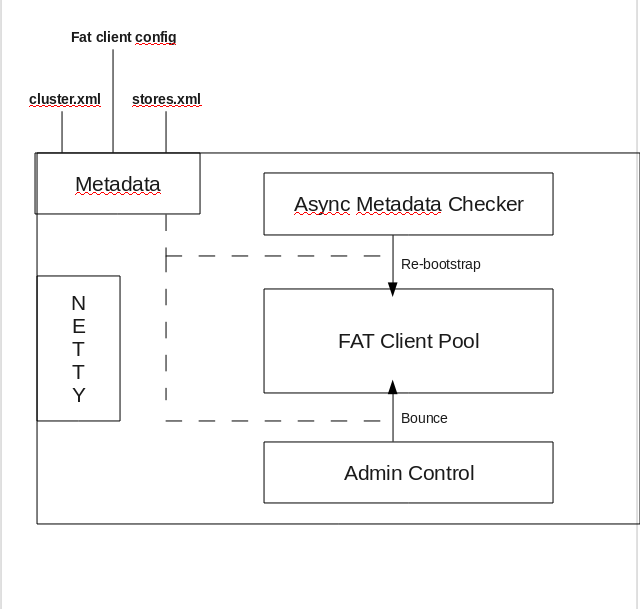 Fat client config
cluster.xml
stores.xml
Metadata
Async Metadata Checker
Re-bootstrap
N
E
T
T
Y
FAT Client Pool
Bounce
Admin Control